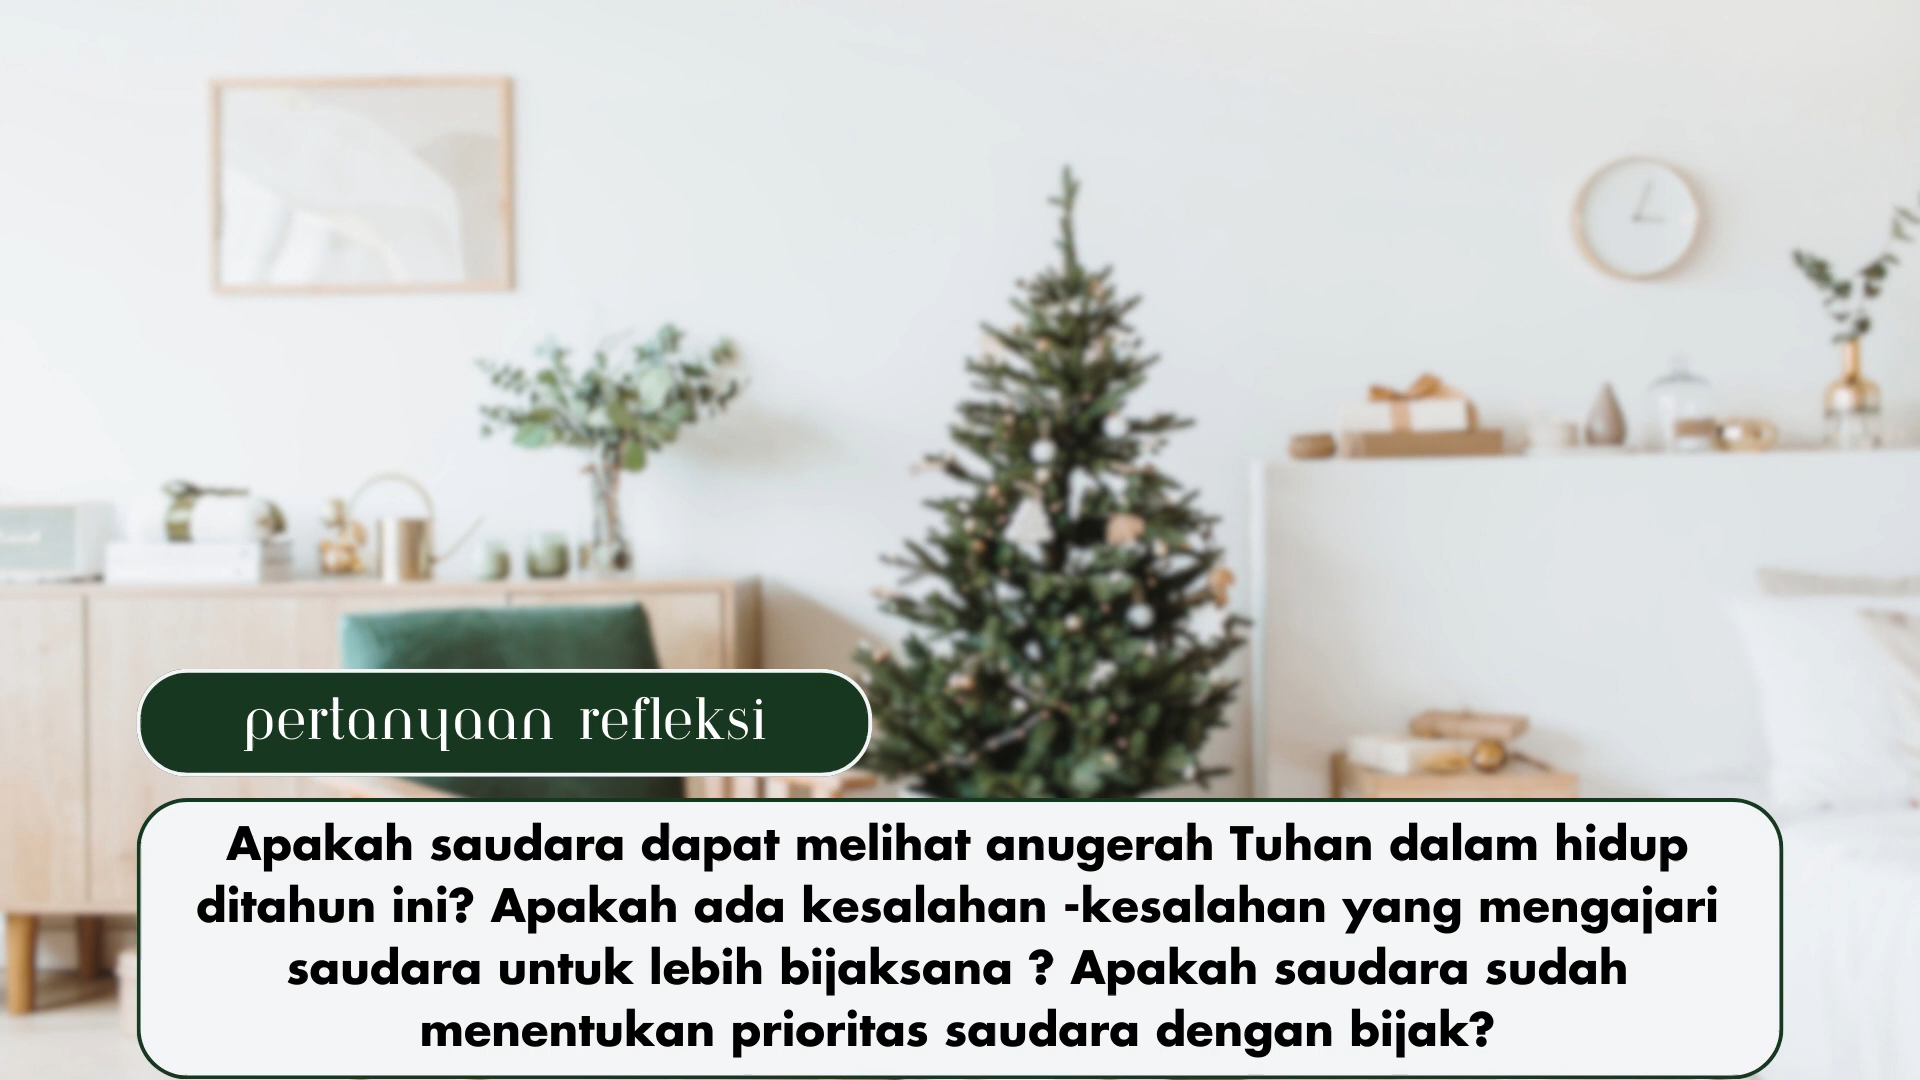 pertanyaan refleksi
Apakah saudara dapat melihat anugerah Tuhan dalam hidup
ditahun ini? Apakah ada kesalahan -kesalahan yang mengajari
saudara untuk lebih bijaksana ? Apakah saudara sudah
menentukan prioritas saudara dengan bijak?